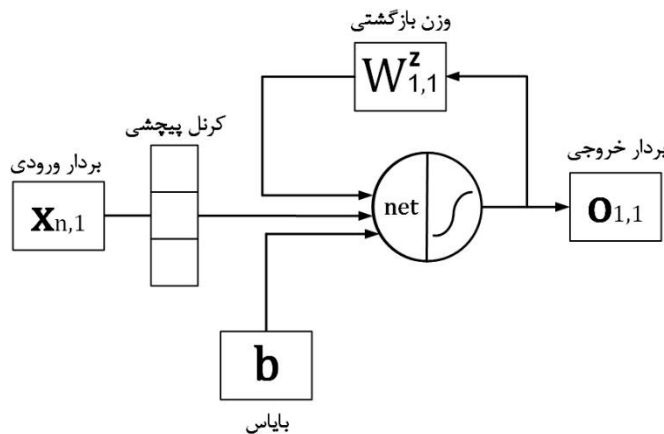 وزن بازگشتی
W^z_{1,1}
کرنل پیچشی
بردار ورودی
بردار خروجی
x_{n,1}
net
o_{1,1}
b
بایاس